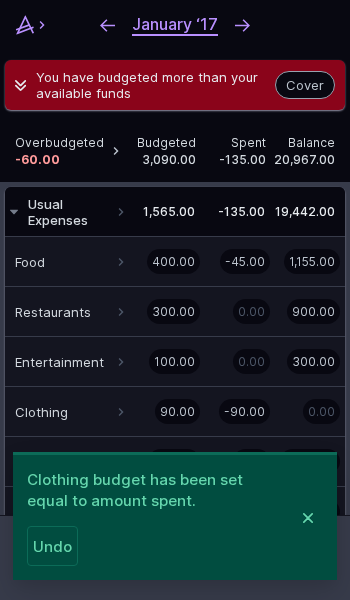 January ‘17
You have budgeted more than your
available funds
Cover
Overbudgeted Budgeted Spent Balance
-60.00 3,090.00 -135.00 20,967.00
Usual
Expenses
1,565.00 -135.00 19,442.00
Food 400.00 -45.00 1,155.00
Restaurants 300.00 0.00 900.00
Entertainment 100.00 0.00 300.00
Clothing 90.00 -90.00 0.00
Clothing budget has been set
equal to amount spent.
Undo